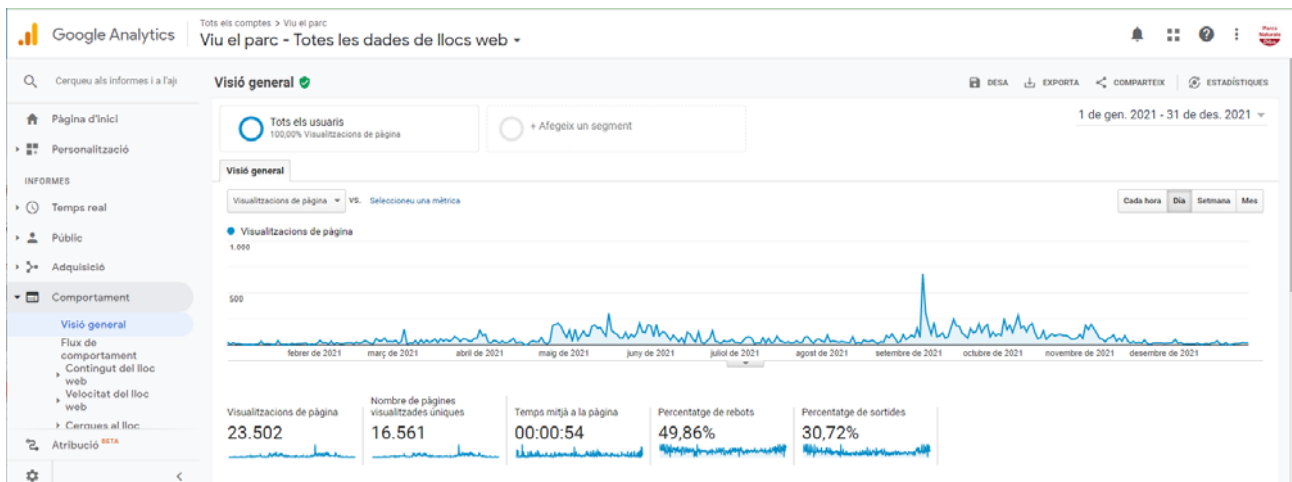 Google Analytics
Tots els comptes > Viu el parc
Viu el parc - Totes les dades de llocs web
Parcs
Naturals
Cerqueu als informes i a l'aju
Pàgina d'inici
Personalització
INFORMES
Temps real
Públic
Adquisició
Comportament
Visió general
Flux de
comportament
Contingut del lloc
web
Velocitat del lloc
web
Cerques al lloc
Atribució BETA
Visió general
DESA
EXPORTA
COMPARTEIX
ESTADÍSTIQUES
Tots els usuaris
100,00% Visualitzacions de pàgina
+ Afegeix un segment
1 de gen. 2021 - 31 de des. 2021
Visió general
Visualitzacions de pàgina
VS.
Seleccioneu una mètrica
Cada hora
Dia
Setmana
Mes
Visualitzacions de pàgina
1.000
500
febrer de 2021
març de 2021
abril de 2021
maig de 2021
juny de 2021
juliol de 2021
agost de 2021
setembre de 2021
octubre de 2021
novembre de 2021
desembre de 2021
Visualitzacions de pàgina
23.502
Nombre de pàgines
visualitzades úniques
16.561
Temps mitjà a la pàgina
00:00:54
Percentatge de rebots
49,86%
Percentatge de sortides
30,72%